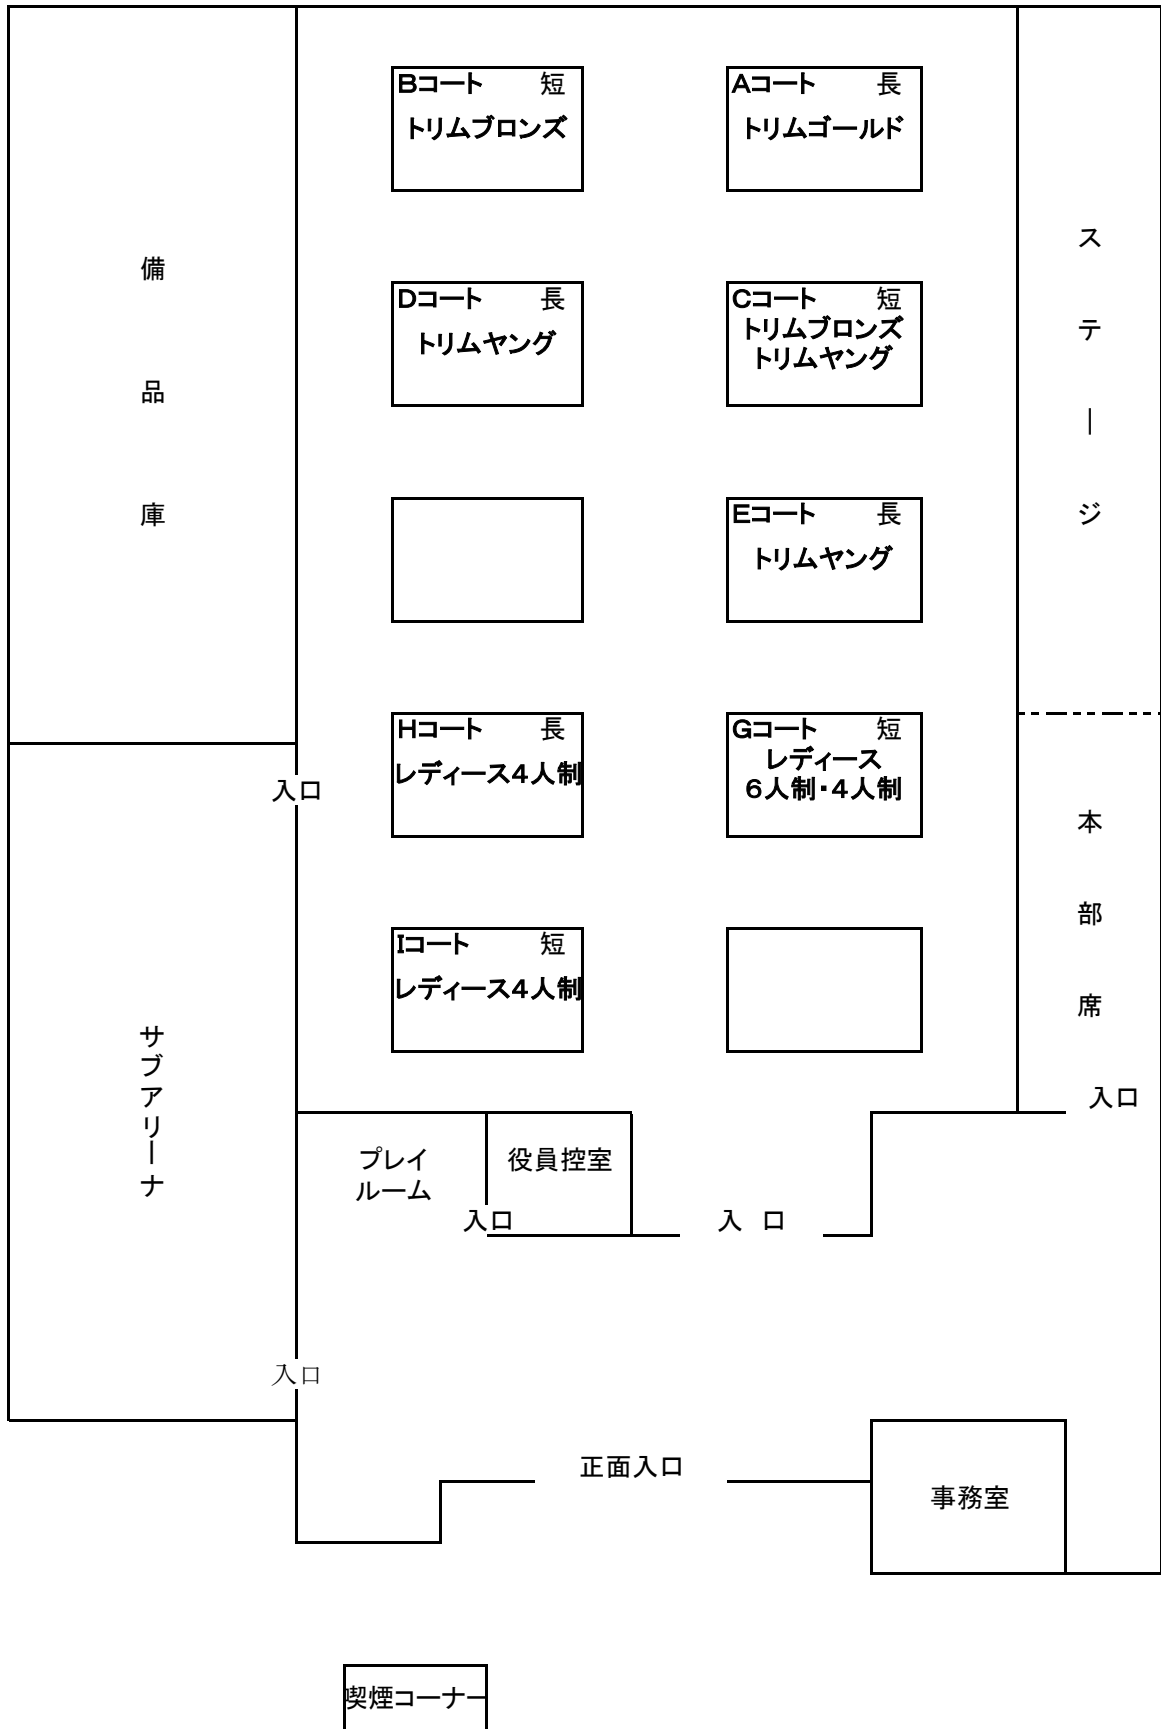 Bコート 短
トリムブロンズ
Aコート 長
トリムゴールド
ステージ
備品庫
Dコート 長
トリムヤング
Cコート 短
トリムブロンズ
トリムヤング
Eコート 長
トリムヤング
Hコート 長
レディース4人制
Gコート 短
レディース
6人制・4人制
入口
本部席
Iコート 短
レディース4人制
サブアリーナ
入口
プレイ
ルーム
役員控室
入口
入 口
入口
正面入口
事務室
喫煙コーナー